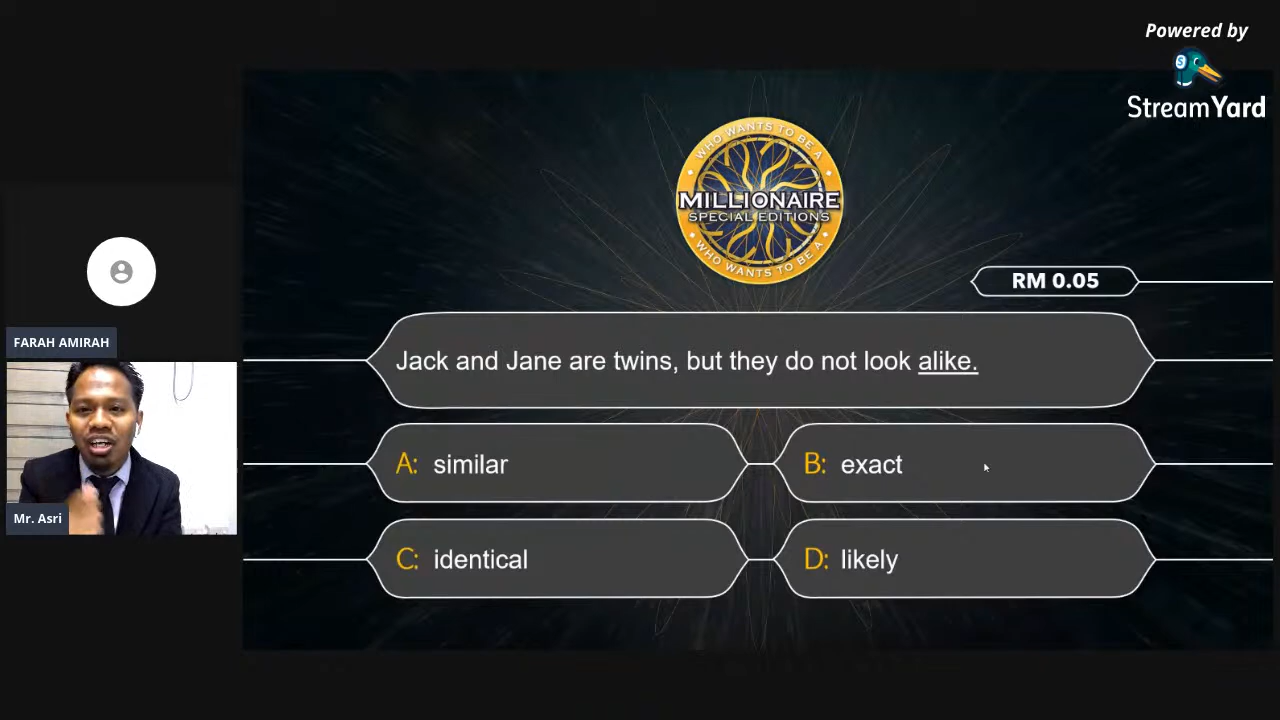 Powered by
StreamYard
WHO WANTS TO BE A
MILLIONAIRE
SPECIAL EDITIONS
WHO WANTS TO BE A
RM 0.05
FARAH AMIRAH
Jack and Jane are twins, but they do not look alike.
A: similar
B: exact
Mr. Asri
C: identical
D: likely